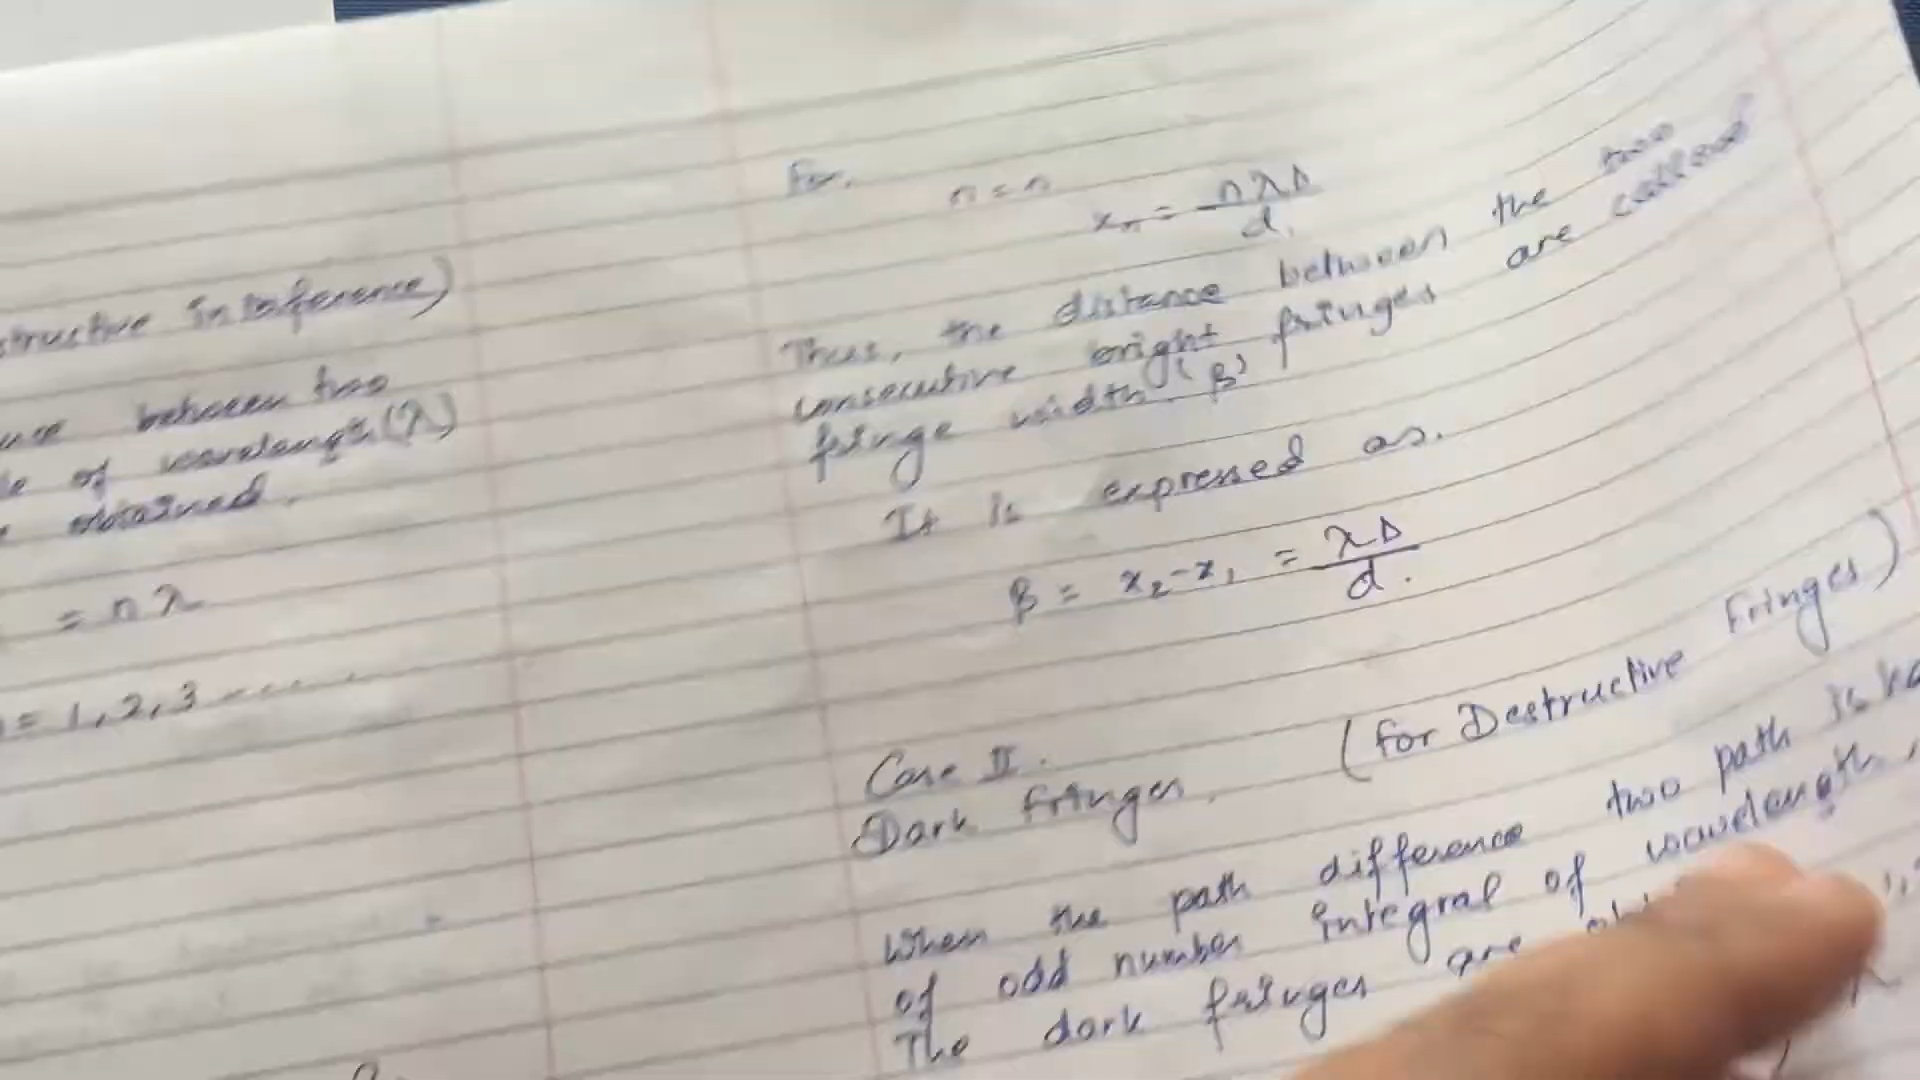 structive interference)
between two
of wavelength (λ)
obtained.
= nλ
= 1, 2, 3 .....
For, n = n
xₙ = nλD / d.
Thus, the distance between the two
consecutive bright fringes are called
fringe width (β)
It is expressed as.
β = x₂ - x₁ = λD / d.
Case II.
Dark fringes. (for Destructive Fringes)
When the path difference two path is
of odd number integral of wavelength,
The dark fringes are